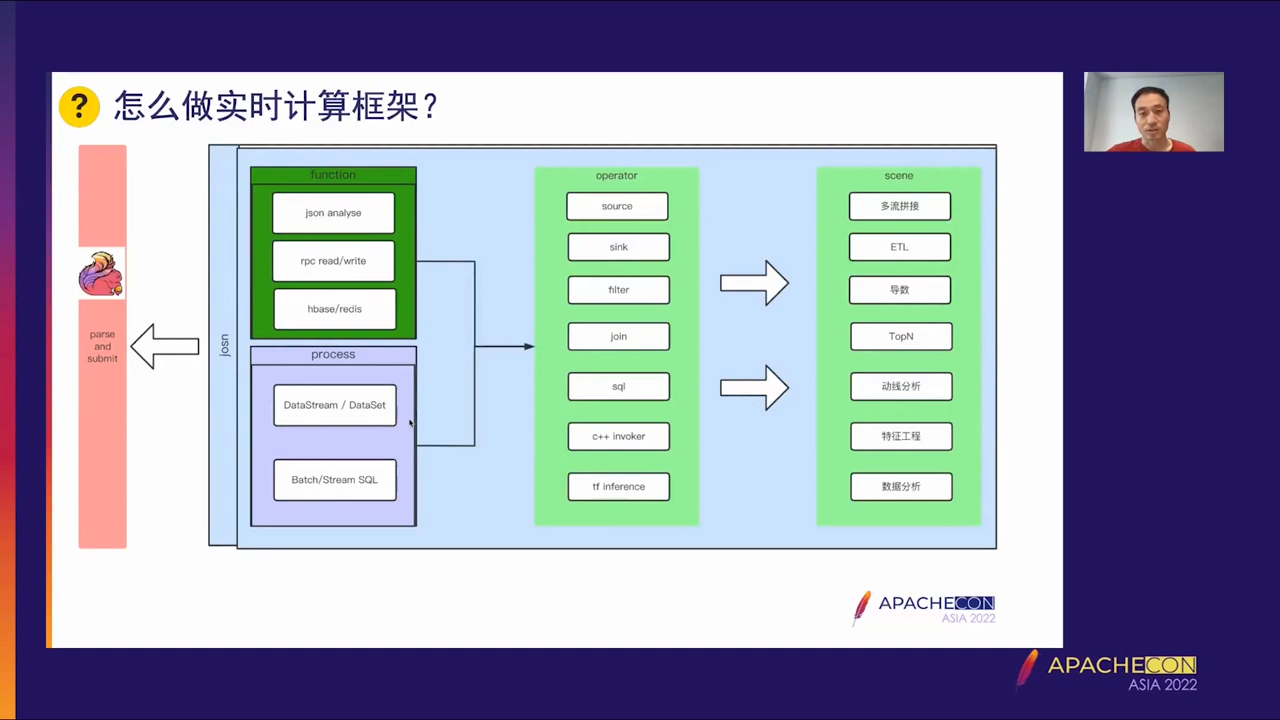 ?
怎么做实时计算框架？
parse
and
submit
josn
function
json analyse
rpc read/write
hbase/redis
process
DataStream / DataSet
Batch/Stream SQL
operator
source
sink
filter
join
sql
c++ invoker
tf inference
scene
多流拼接
ETL
导数
TopN
动线分析
特征工程
数据分析
APACHECON
ASIA 2022
APACHECON
ASIA 2022